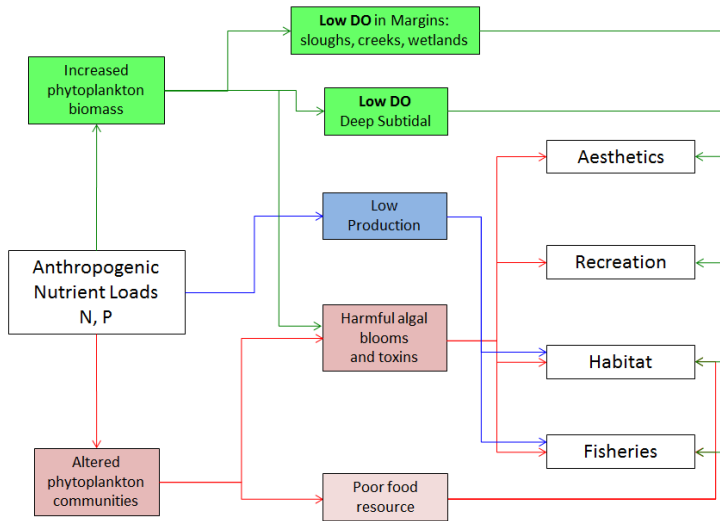 Low DO in Margins:
sloughs, creeks, wetlands
Increased
phytoplankton
biomass
Low DO
Deep Subtidal
Aesthetics
Low
Production
Anthropogenic
Nutrient Loads
N, P
Recreation
Harmful algal
blooms
and toxins
Habitat
Altered
phytoplankton
communities
Fisheries
Poor food
resource